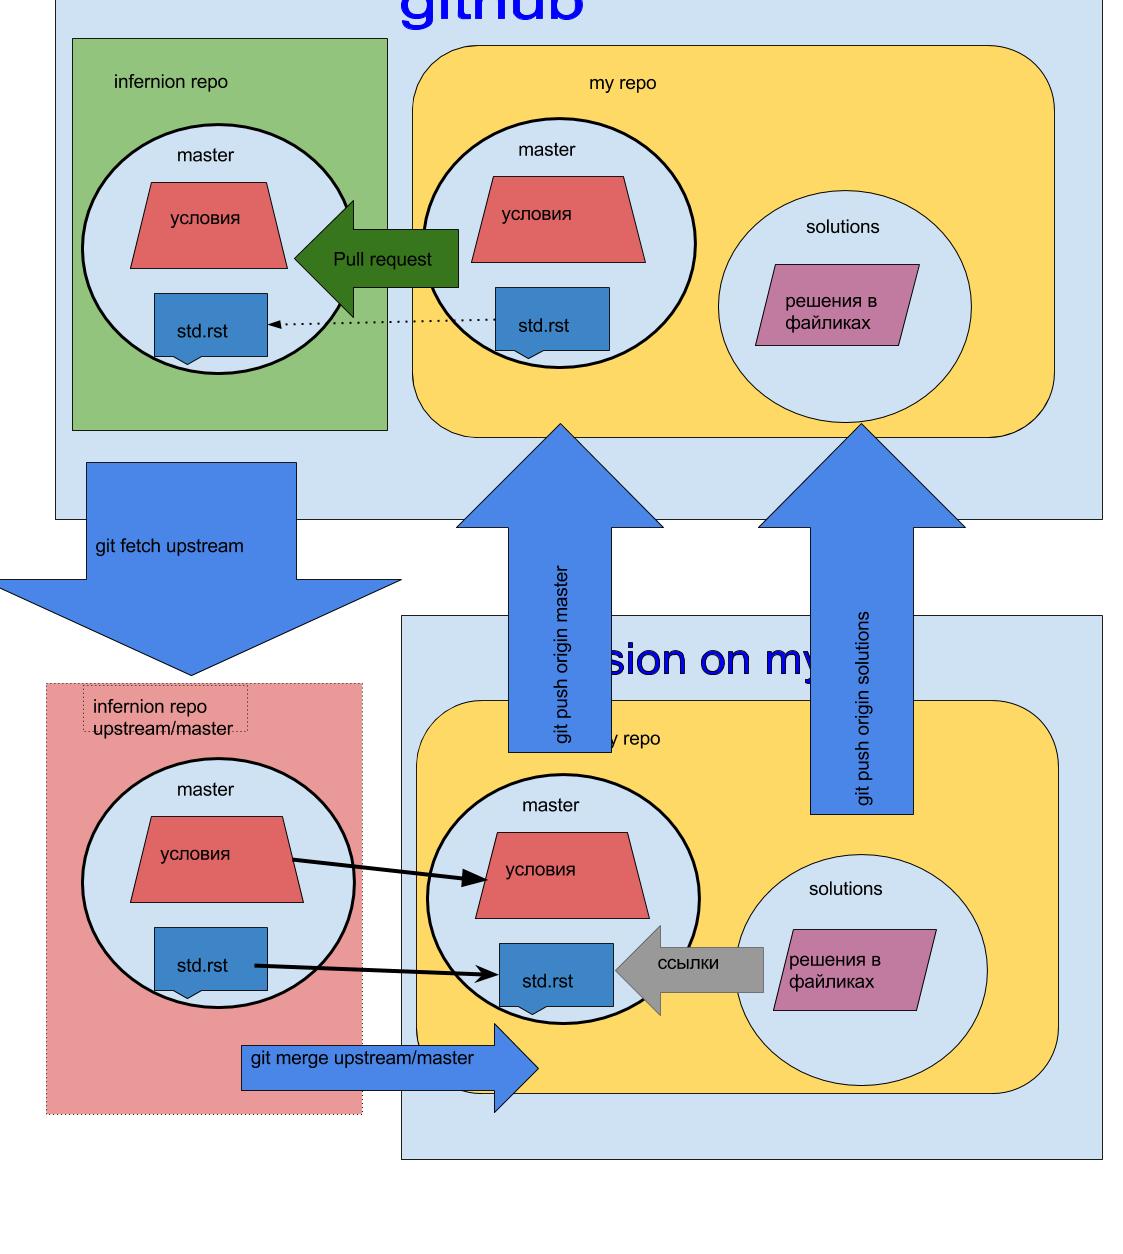 github
infernion repo
my repo
master
master
условия
условия
solutions
Pull request
решения в
файликах
std.rst
std.rst
git fetch upstream
git push origin master
git push origin solutions
sion on my
infernion repo
upstream/master
y repo
master
master
условия
условия
solutions
std.rst
std.rst
ссылки
решения в
файликах
git merge upstream/master